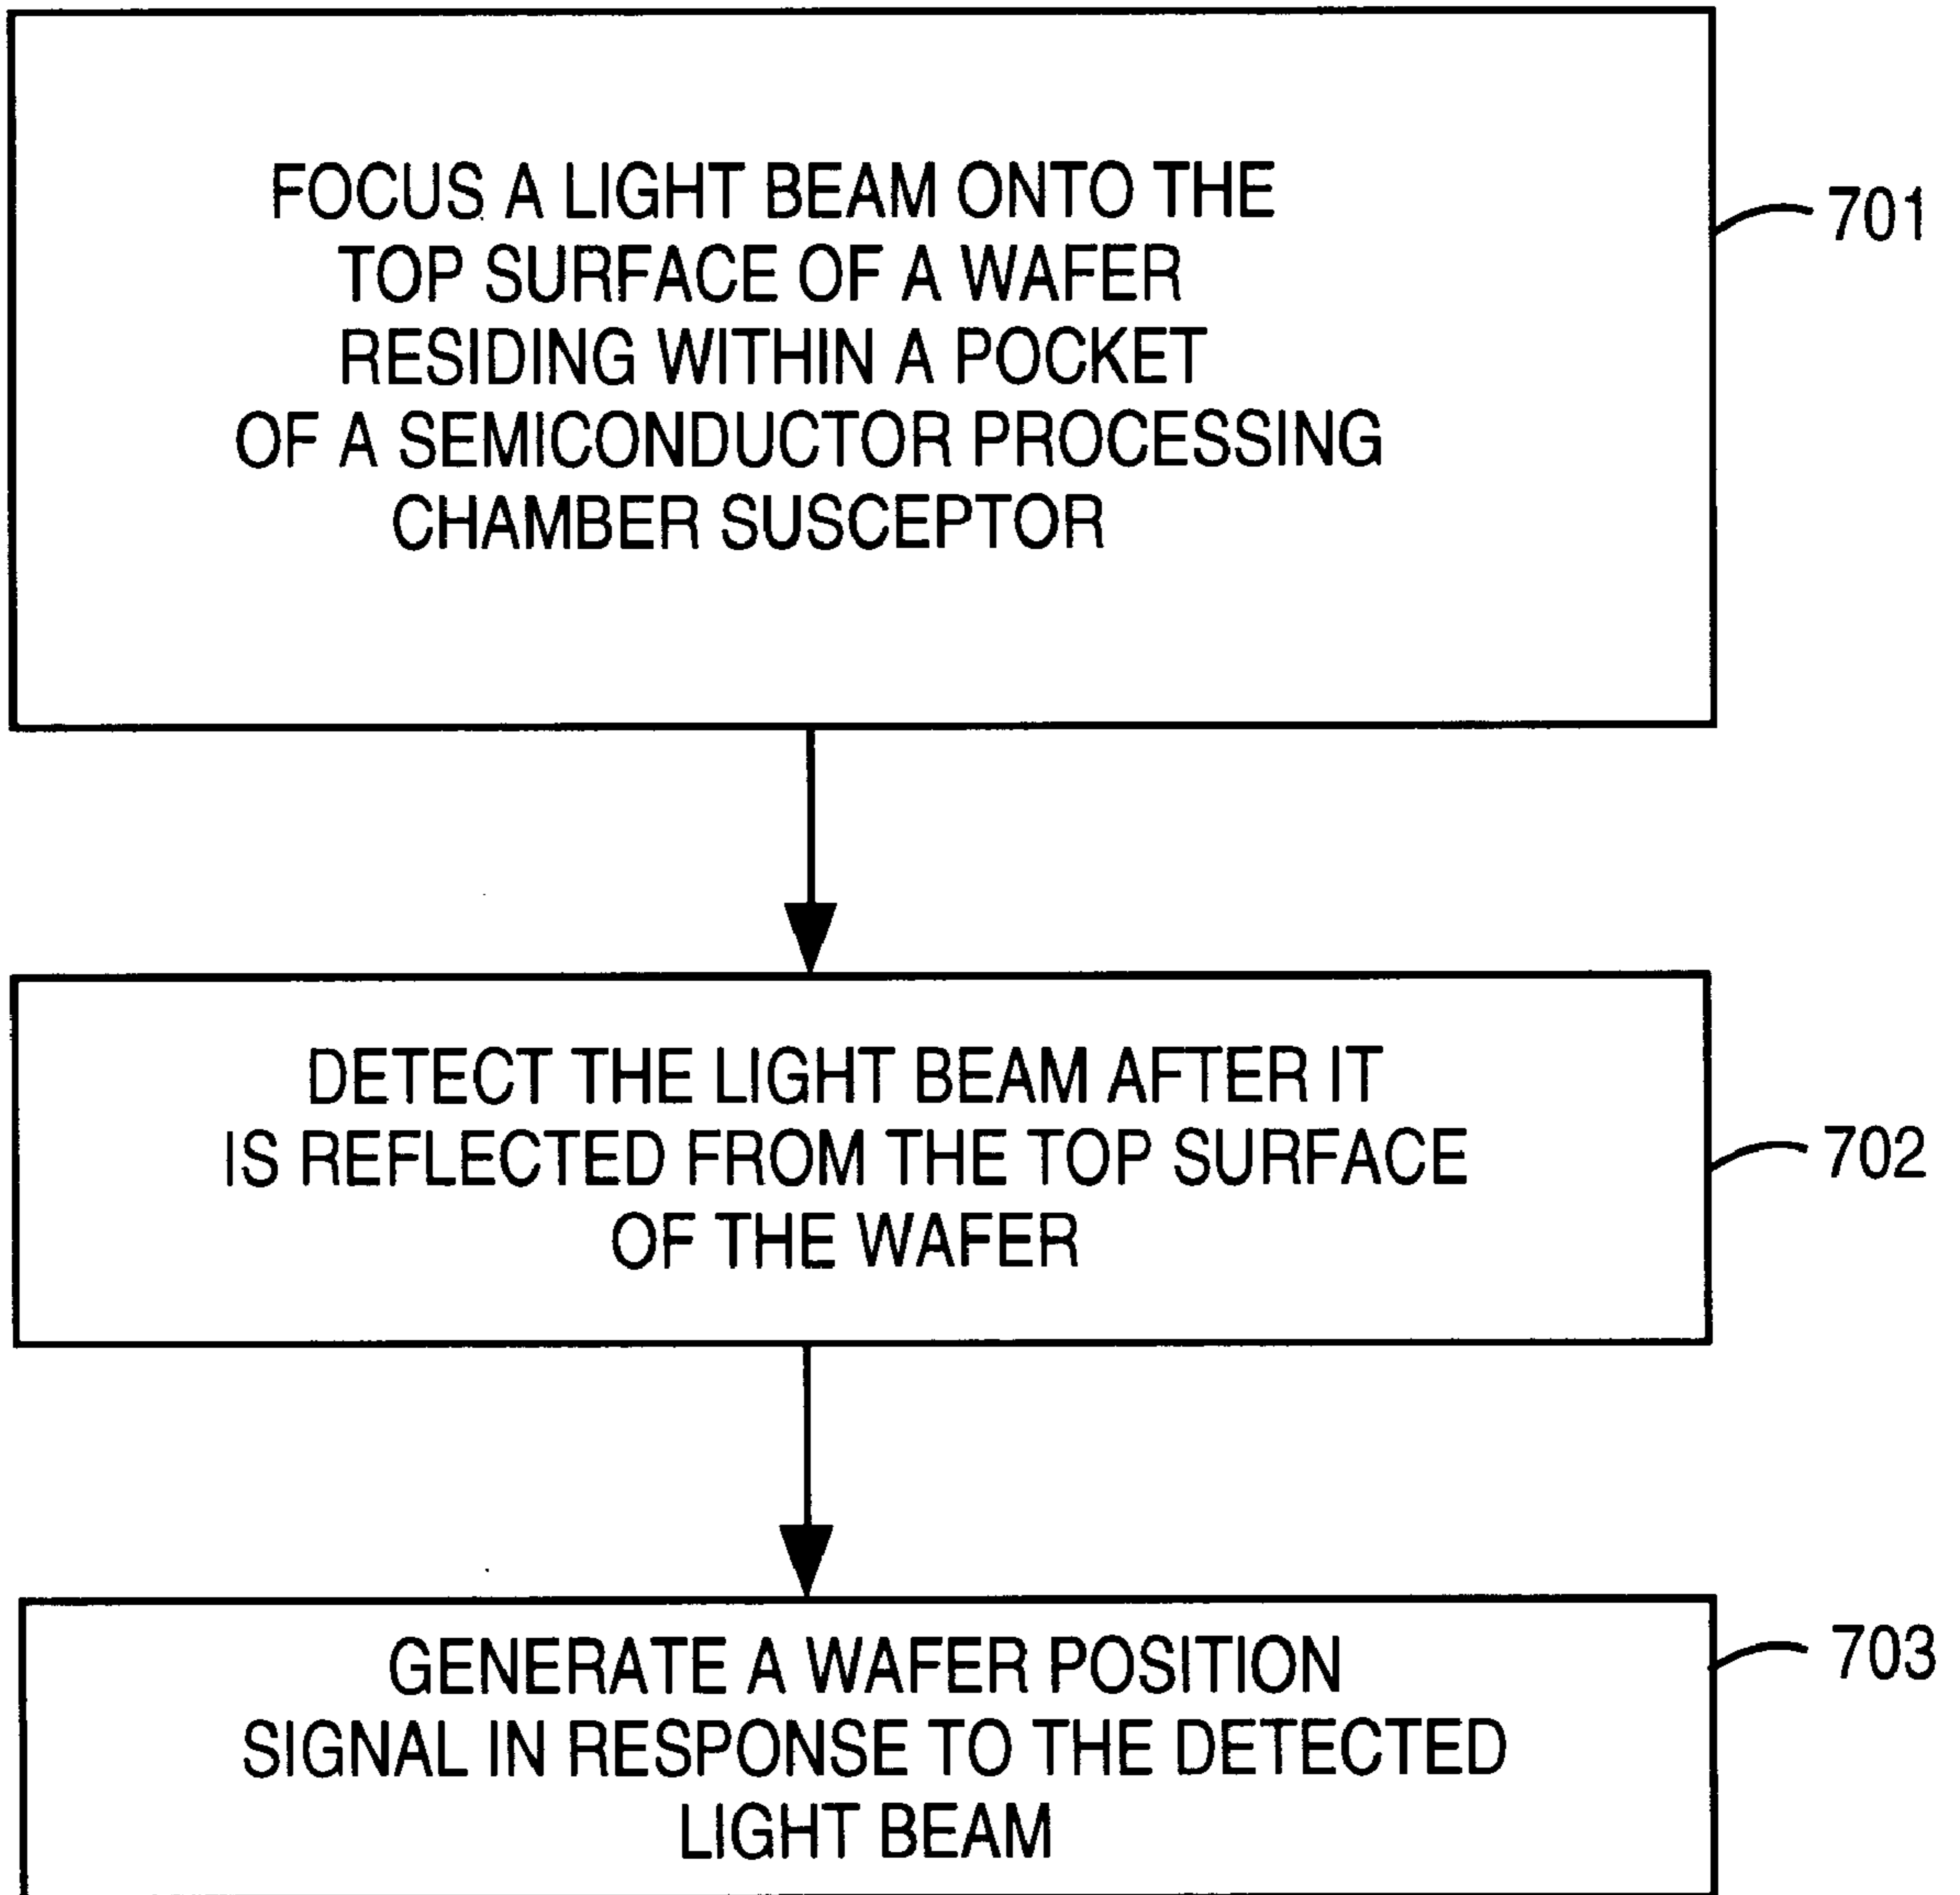 FOCUS A LIGHT BEAM ONTO THE
TOP SURFACE OF A WAFER
RESIDING WITHIN A POCKET
OF A SEMICONDUCTOR PROCESSING
CHAMBER SUSCEPTOR
701
DETECT THE LIGHT BEAM AFTER IT
IS REFLECTED FROM THE TOP SURFACE
OF THE WAFER
702
GENERATE A WAFER POSITION
SIGNAL IN RESPONSE TO THE DETECTED
LIGHT BEAM
703